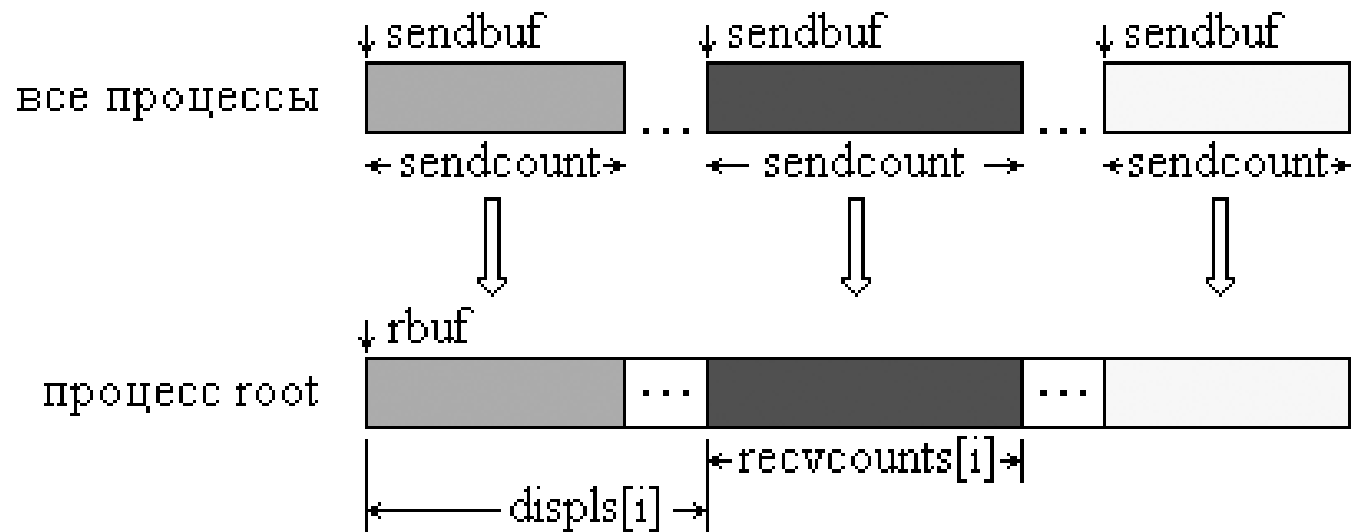 ↓ sendbuf ↓ sendbuf ↓ sendbuf
все процессы ... ...
sendcount sendcount sendcount
↓ rbuf
процесс root ... ...
recvcounts[i]
displs[i]